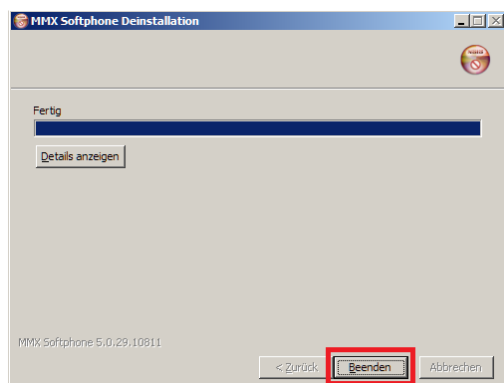 MMX Softphone Deinstallation
Fertig
Details anzeigen
MMX Softphone 5.0.29.10811
< Zurück
Beenden
Abbrechen